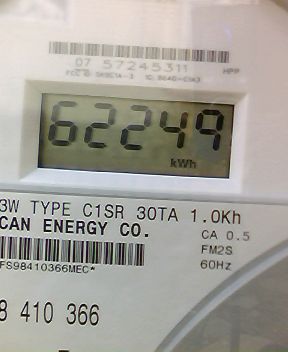 07 57245311
HPP
62249
kWh
3W TYPE C1SR 30TA 1.0Kh
CAN ENERGY CO.
CA 0.5
FM2S
60Hz
FS98410366MEC*
8 410 366